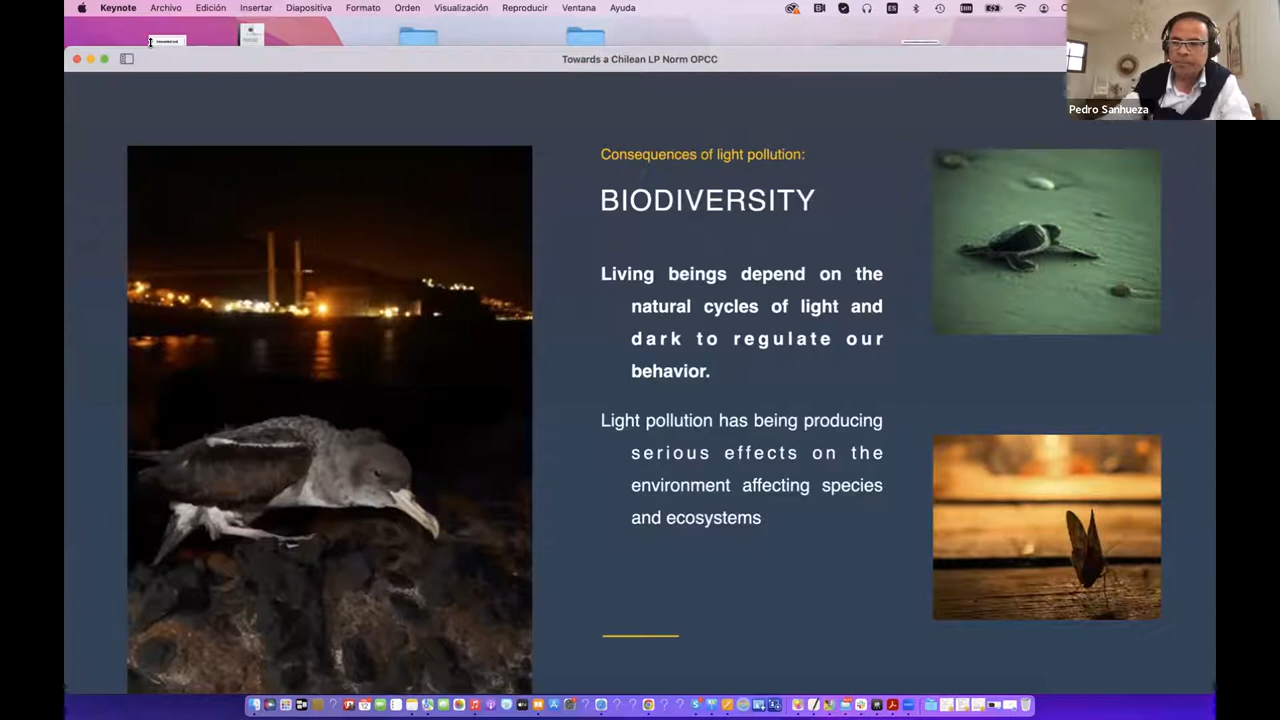 Keynote Archivo Edición Insertar Diapositiva Formato Orden Visualización Reproducir Ventana Ayuda
Towards a Chilean LP Norm OPCC
Pedro Sanhueza
Consequences of light pollution:
BIODIVERSITY
Living beings depend on the
natural cycles of light and
dark to regulate our
behavior.
Light pollution has being producing
serious effects on the
environment affecting species
and ecosystems